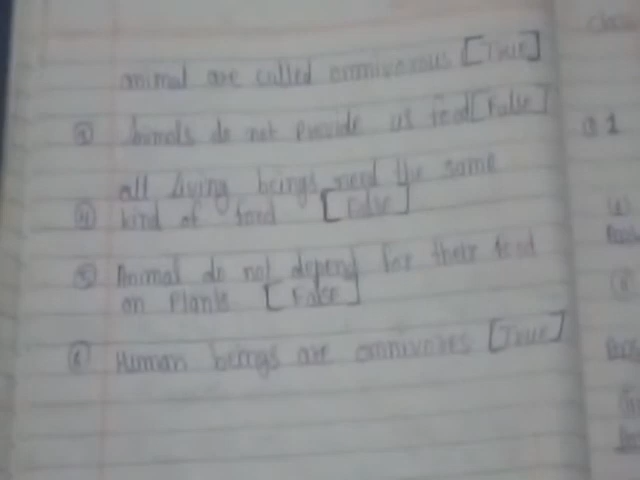 animal are called omniverous [True]
③ Animals do not Provide us food [False]
all living beings need the same
④ kind of food [False]
⑤ Animal do not depend for their food
on Plants [False]
⑥ Human beings are omnivores [True]
Q 1